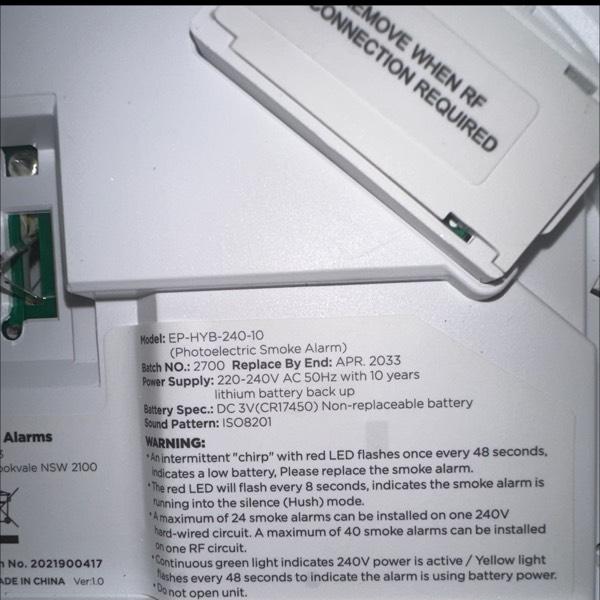 EMOVE WHEN RF
CONNECTION REQUIRED
Model: EP-HYB-240-10
(Photoelectric Smoke Alarm)
Batch NO.: 2700 Replace By End: APR. 2033
Power Supply: 220-240V AC 50Hz with 10 years
lithium battery back up
Battery Spec.: DC 3V(CR17450) Non-replaceable battery
Sound Pattern: ISO8201
WARNING:
• An intermittent "chirp" with red LED flashes once every 48 seconds,
indicates a low battery, Please replace the smoke alarm.
• The red LED will flash every 8 seconds, indicates the smoke alarm is
running into the silence (Hush) mode.
• A maximum of 24 smoke alarms can be installed on one 240V
hard-wired circuit. A maximum of 40 smoke alarms can be installed
on one RF circuit.
• Continuous green light indicates 240V power is active / Yellow light
flashes every 48 seconds to indicate the alarm is using battery power.
• Do not open unit.
Alarms
ookvale NSW 2100
n No. 2021900417
ADE IN CHINA Ver:1.0